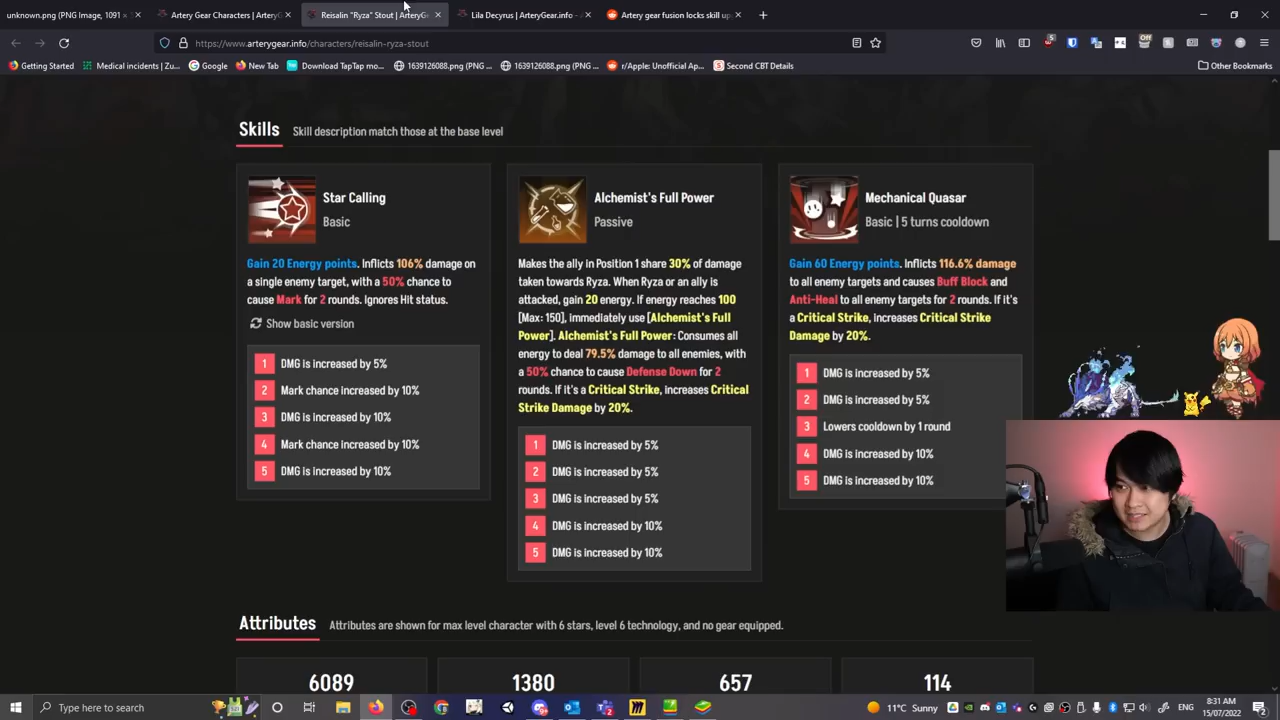 unknown.png (PNG Image, 1091 x
Artery Gear Characters | ArteryG
Reisalin "Ryza" Stout | ArteryGe
Lila Decyrus | ArteryGear.info -
Artery gear fusion locks skill up
https://www.arterygear.info/characters/reisalin-ryza-stout
Getting Started
Medical incidents | Zu...
Google
New Tab
Download TapTap mo...
1639126088.png (PNG ...
1639126088.png (PNG ...
r/Apple: Unofficial Ap...
Second CBT Details
Other Bookmarks
Skills
Skill description match those at the base level
Star Calling
Basic
Gain 20 Energy points. Inflicts 106% damage on
a single enemy target, with a 50% chance to
cause Mark for 2 rounds. Ignores Hit status.
Show basic version
1 DMG is increased by 5%
2 Mark chance increased by 10%
3 DMG is increased by 10%
4 Mark chance increased by 10%
5 DMG is increased by 10%
Alchemist's Full Power
Passive
Makes the ally in Position 1 share 30% of damage
taken towards Ryza. When Ryza or an ally is
attacked, gain 20 energy. If energy reaches 100
[Max: 150], immediately use [Alchemist's Full
Power]. Alchemist's Full Power: Consumes all
energy to deal 79.5% damage to all enemies, with
a 50% chance to cause Defense Down for 2
rounds. If it's a Critical Strike, increases Critical
Strike Damage by 20%.
1 DMG is increased by 5%
2 DMG is increased by 5%
3 DMG is increased by 5%
4 DMG is increased by 10%
5 DMG is increased by 10%
Mechanical Quasar
Basic | 5 turns cooldown
Gain 60 Energy points. Inflicts 116.6% damage
to all enemy targets and causes Buff Block and
Anti-Heal to all enemy targets for 2 rounds. If it's
a Critical Strike, increases Critical Strike
Damage by 20%.
1 DMG is increased by 5%
2 DMG is increased by 5%
3 Lowers cooldown by 1 round
4 DMG is increased by 10%
5 DMG is increased by 10%
Attributes
Attributes are shown for max level character with 6 stars, level 6 technology, and no gear equipped.
6089
1380
657
114
Type here to search
11°C Sunny
8:31 AM
15/07/2022